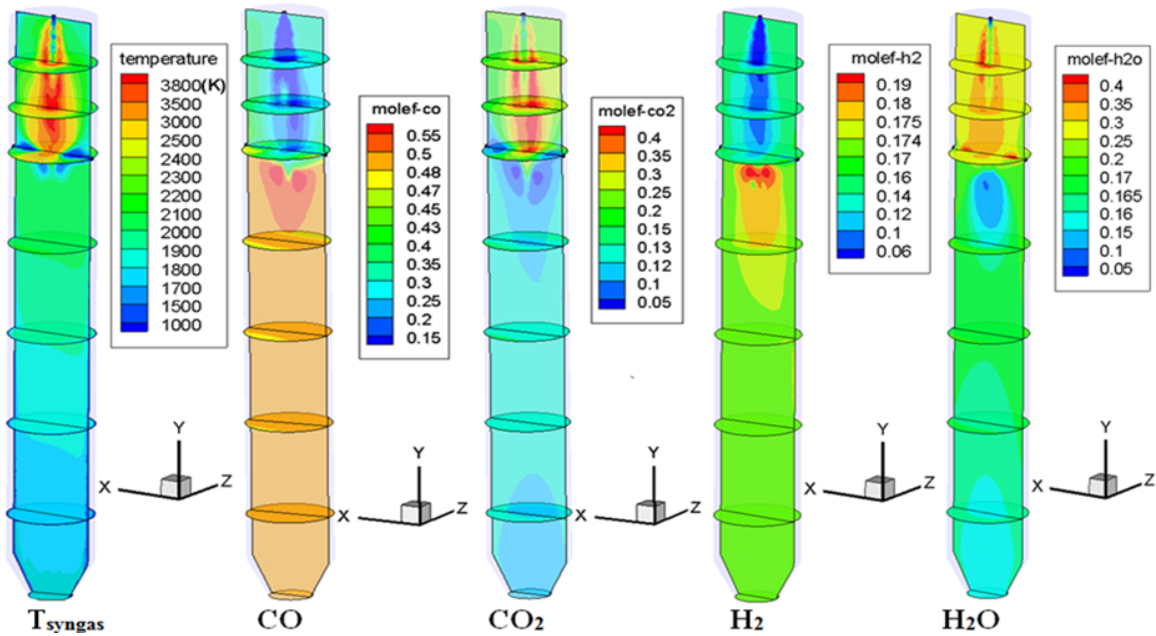 temperature
3800(K)
3500
3000
2500
2400
2300
2200
2100
2000
1900
1800
1700
1500
1000
molef-co
0.55
0.5
0.48
0.47
0.45
0.43
0.4
0.35
0.3
0.25
0.2
0.15
molef-co2
0.4
0.35
0.3
0.25
0.2
0.15
0.13
0.12
0.1
0.05
molef-h2
0.19
0.18
0.175
0.174
0.17
0.16
0.14
0.12
0.1
0.06
molef-h2o
0.4
0.35
0.3
0.25
0.2
0.17
0.165
0.16
0.15
0.1
0.05
Y
X
Z
Y
X
Z
Y
X
Z
Y
X
Z
Y
X
Z
Tsyngas
CO
CO2
H2
H2O